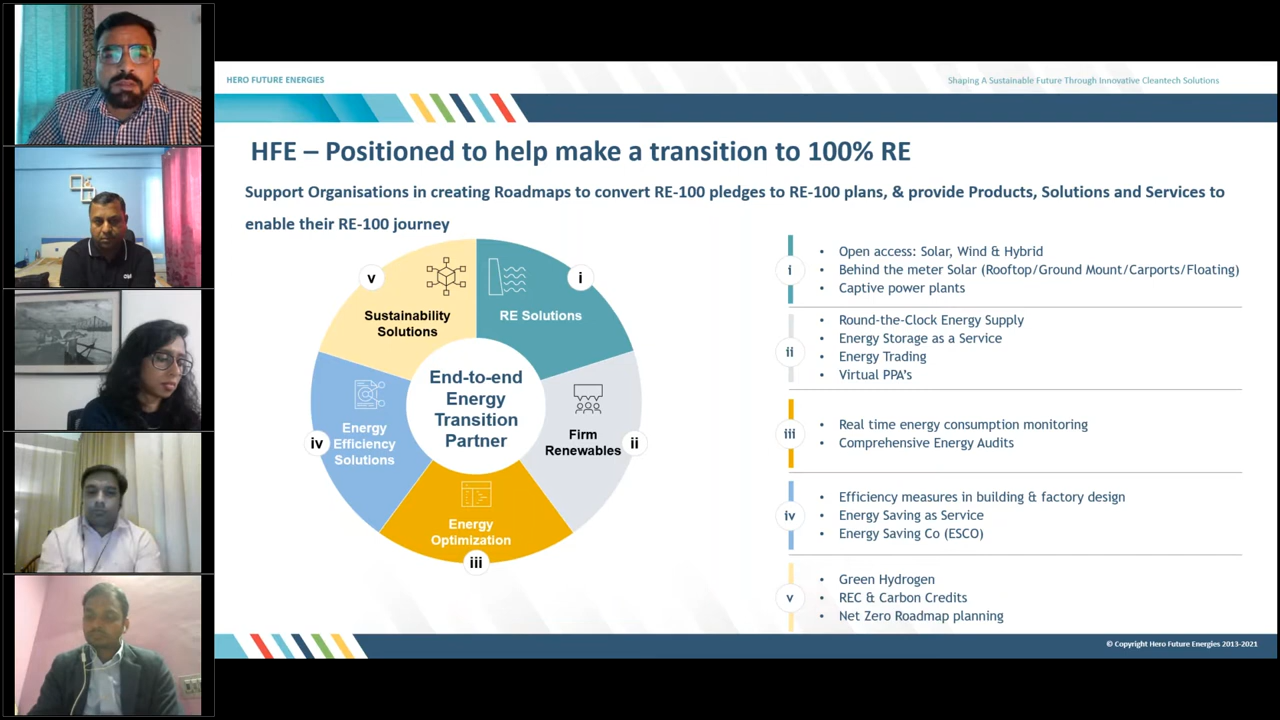 HERO FUTURE ENERGIES
Shaping A Sustainable Future Through Innovative Cleantech Solutions
HFE – Positioned to help make a transition to 100% RE
Support Organisations in creating Roadmaps to convert RE-100 pledges to RE-100 plans, & provide Products, Solutions and Services to
enable their RE-100 journey
v
Sustainability
Solutions
i
RE Solutions
End-to-end
Energy
Transition
Partner
iv
Energy
Efficiency
Solutions
Firm
Renewables
ii
Energy
Optimization
iii
i
• Open access: Solar, Wind & Hybrid
• Behind the meter Solar (Rooftop/Ground Mount/Carports/Floating)
• Captive power plants
ii
• Round-the-Clock Energy Supply
• Energy Storage as a Service
• Energy Trading
• Virtual PPA's
iii
• Real time energy consumption monitoring
• Comprehensive Energy Audits
iv
• Efficiency measures in building & factory design
• Energy Saving as Service
• Energy Saving Co (ESCO)
v
• Green Hydrogen
• REC & Carbon Credits
• Net Zero Roadmap planning
© Copyright Hero Future Energies 2013-2021